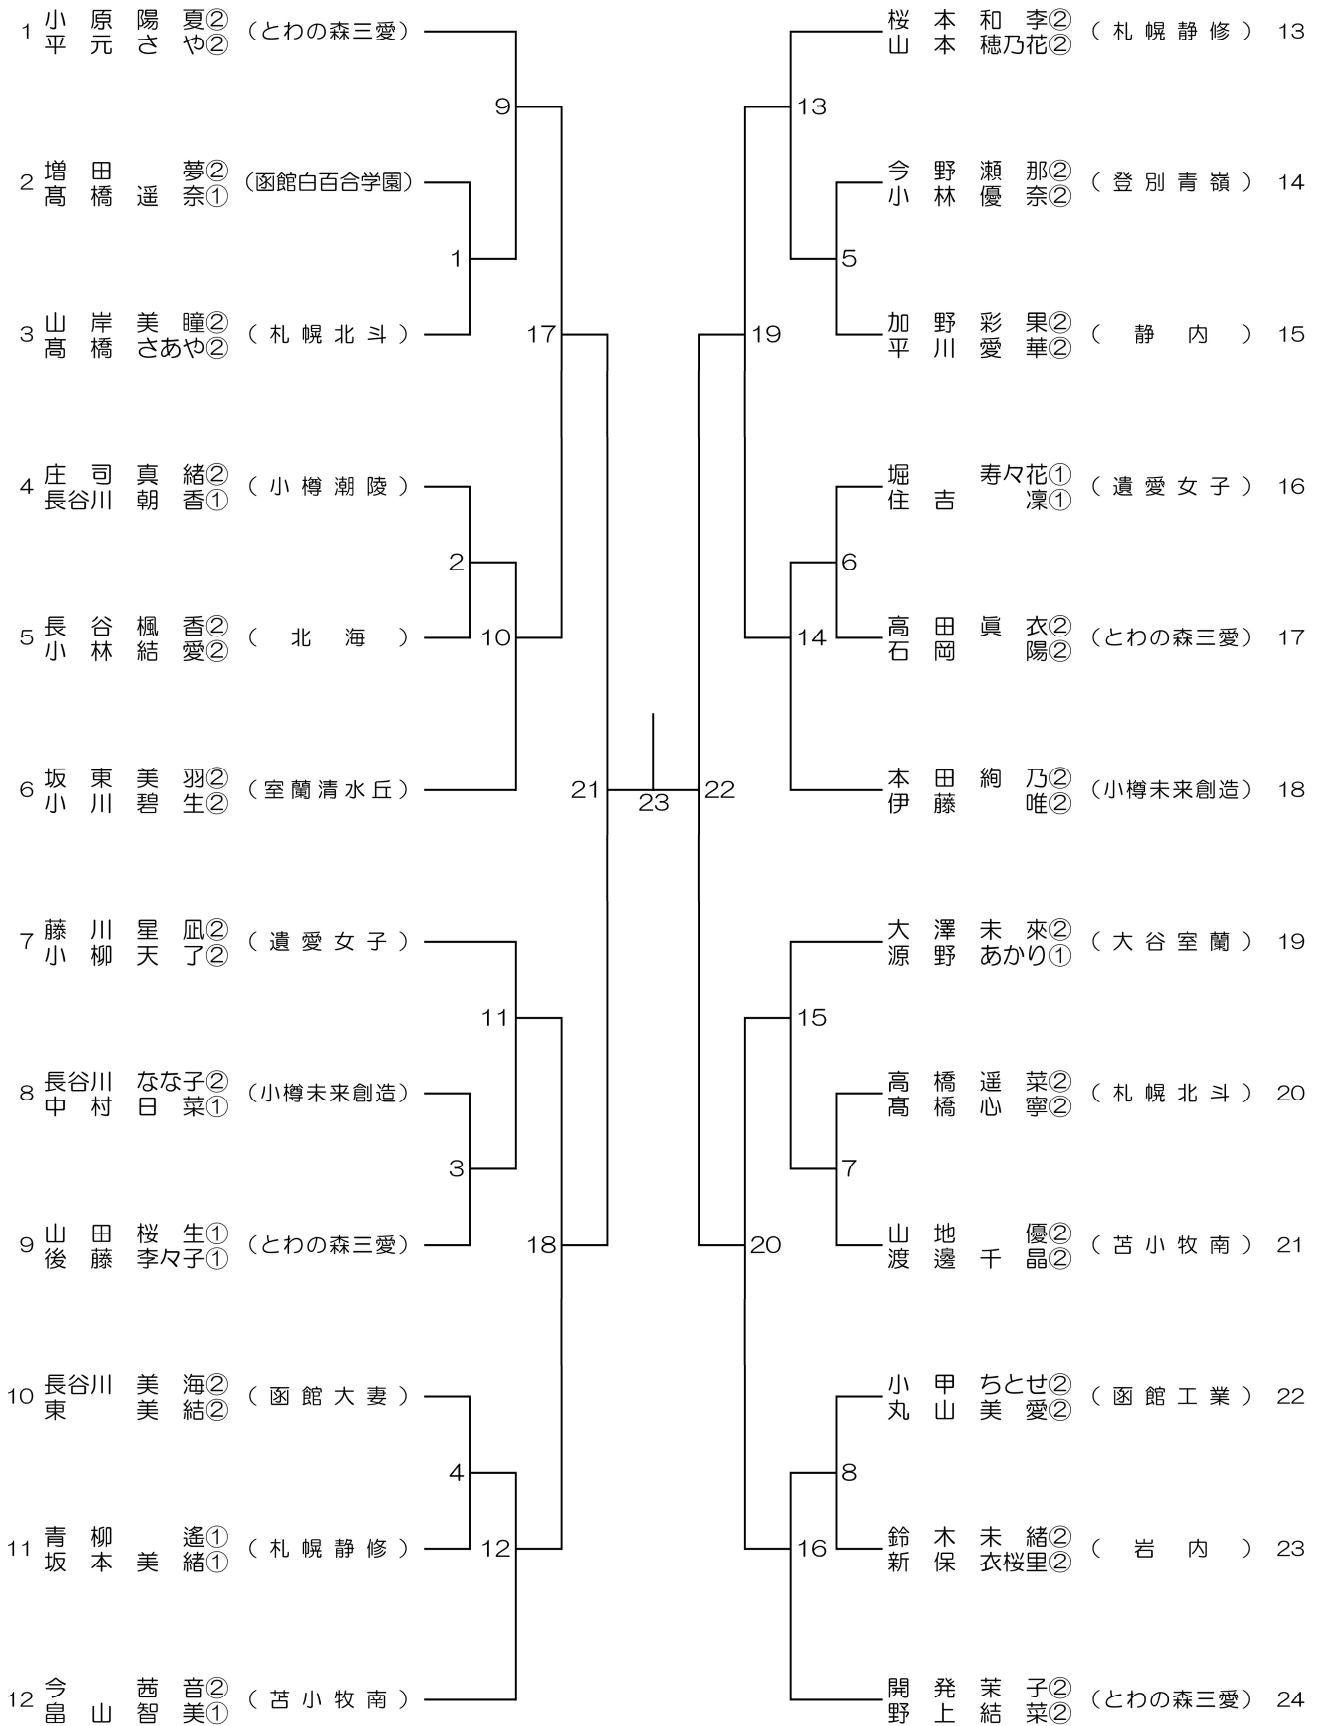 1 小原陽夏② (とわの森三愛)
平元さや②
9
2 増田夢② (函館白百合学園)
髙橋遥奈①
1
3 山岸美瞳② (札幌北斗)
髙橋さあや②
17
4 庄司真緒② (小樽潮陵)
長谷川朝香①
2
5 長谷楓香② (北海)
小林結愛②
10
6 坂東美羽② (室蘭清水丘)
小川碧生②
21
7 藤川星凪② (遺愛女子)
小柳天了②
11
8 長谷川なな子② (小樽未来創造)
中村日菜①
3
9 山田桜生① (とわの森三愛)
後藤李々子①
18
10 長谷川美海② (函館大妻)
東美結②
4
11 青柳遙① (札幌静修)
坂本美緒①
12
12 今茜音② (苫小牧南)
畠山智美①
23
桜本和李② (札幌静修) 13
山本穂乃花②
13
今野瀬那② (登別青嶺) 14
小林優奈②
5
加野彩果② (静内) 15
平川愛華②
19
堀寿々花① (遺愛女子) 16
住吉凜①
6
高田眞衣② (とわの森三愛) 17
石岡陽②
14
本田絢乃② (小樽未来創造) 18
伊藤唯②
22
大澤未來② (大谷室蘭) 19
源野あかり①
15
高橋遥菜② (札幌北斗) 20
髙橋心寧②
7
山地優② (苫小牧南) 21
渡邊千晶②
20
小甲ちとせ② (函館工業) 22
丸山美愛②
8
鈴木未緒② (岩内) 23
新保衣桜里②
16
開発茉子② (とわの森三愛) 24
野上結菜②